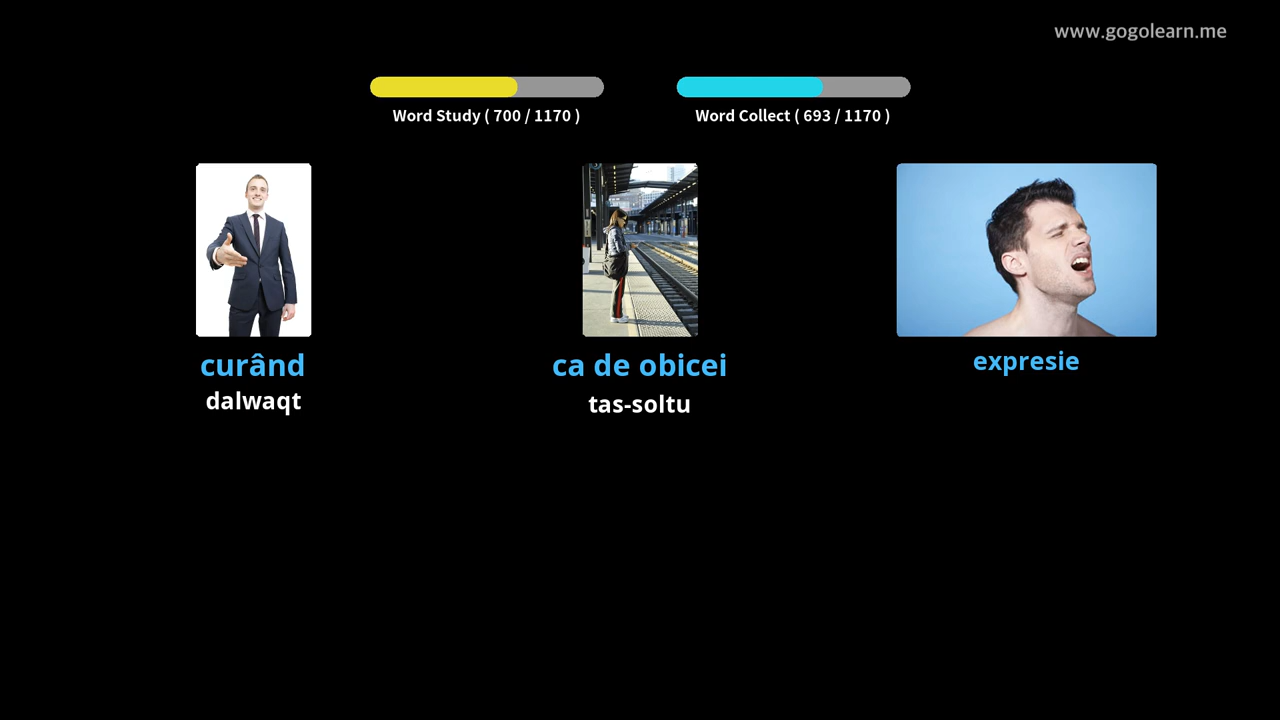 www.gogolearn.me
Word Study ( 700 / 1170 )
Word Collect ( 693 / 1170 )
curând
dalwaqt
ca de obicei
tas-soltu
expresie